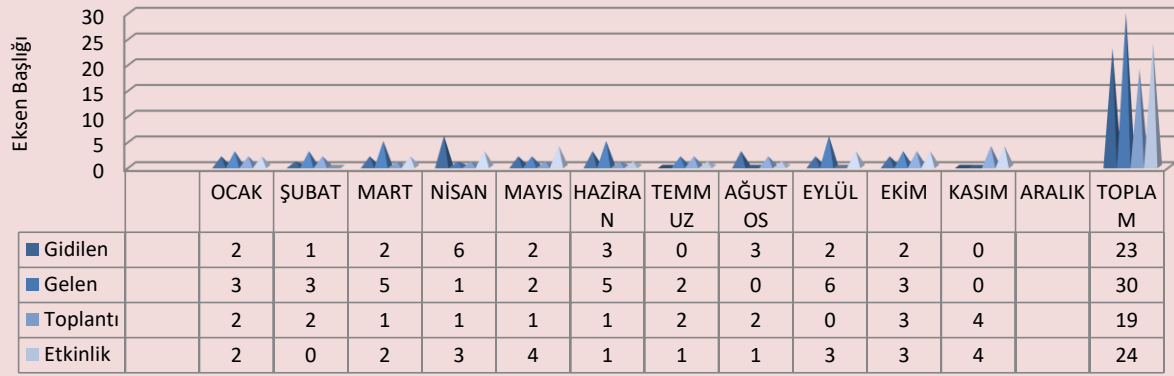 30
25
20
15
10
5
0
Eksen Başlığı
OCAK ŞUBAT MART NİSAN MAYIS HAZİRA TEMM AĞUST EYLÜL EKİM KASIM ARALIK TOPLA
N UZ OS M
Gidilen 2 1 2 6 2 3 0 3 2 2 0 23
Gelen 3 3 5 1 2 5 2 0 6 3 0 30
Toplantı 2 2 1 1 1 1 2 2 0 3 4 19
Etkinlik 2 0 2 3 4 1 1 1 3 3 4 24